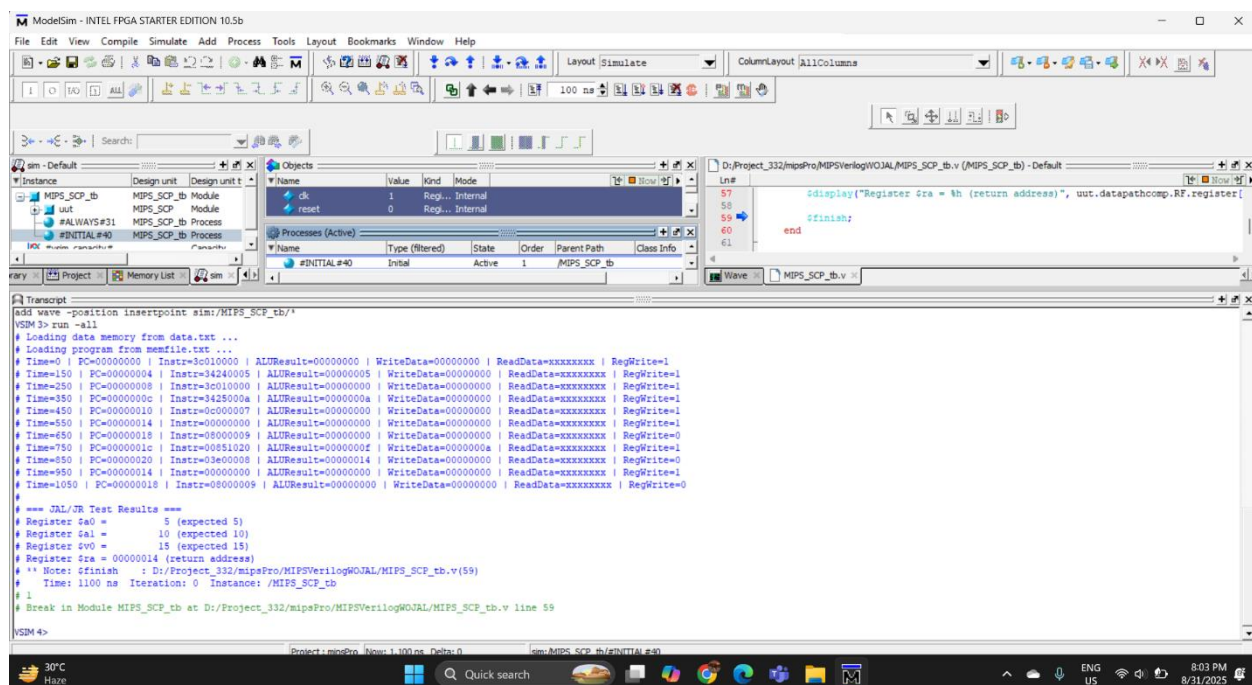 ModelSim - INTEL FPGA STARTER EDITION 10.5b
File Edit View Compile Simulate Add Process Tools Layout Bookmarks Window Help
Layout Simulate
ColumnLayout AllColumns
100 ns
Search:
sim - Default
Instance Design unit Design unit t
MIPS_SCP_tb MIPS_SCP_tb Module
uut MIPS_SCP Module
#ALWAYS#31 MIPS_SCP_tb Process
#INITIAL#40 MIPS_SCP_tb Process
Project Memory List sim
Objects
Name Value Kind Mode Now
clk 1 Regi... Internal
reset 0 Regi... Internal
Processes (Active)
Name Type (filtered) State Order Parent Path Class Info
#INITIAL#40 Initial Active 1 /MIPS_SCP_tb
D:/Project_332/mipsPro/MIPSVerilogWOJAL/MIPS_SCP_tb.v (/MIPS_SCP_tb) - Default
Ln# Now
57 $display("Register $ra = %h (return address)", uut.datapathcomp.RF.register[
58
59 $finish;
60 end
61
Wave MIPS_SCP_tb.v
Transcript
add wave -position insertpoint sim:/MIPS_SCP_tb/*
VSIM 3> run -all
# Loading data memory from data.txt ...
# Loading program from memfile.txt ...
# Time=0 | PC=00000000 | Instr=3c010000 | ALUResult=00000000 | WriteData=00000000 | ReadData=xxxxxxxx | RegWrite=1
# Time=150 | PC=00000004 | Instr=34240005 | ALUResult=00000005 | WriteData=00000000 | ReadData=xxxxxxxx | RegWrite=1
# Time=250 | PC=00000008 | Instr=3c010000 | ALUResult=00000000 | WriteData=00000000 | ReadData=xxxxxxxx | RegWrite=1
# Time=350 | PC=0000000c | Instr=3425000a | ALUResult=0000000a | WriteData=00000000 | ReadData=xxxxxxxx | RegWrite=1
# Time=450 | PC=00000010 | Instr=0c000007 | ALUResult=00000000 | WriteData=00000000 | ReadData=xxxxxxxx | RegWrite=1
# Time=550 | PC=00000014 | Instr=00000000 | ALUResult=00000000 | WriteData=00000000 | ReadData=xxxxxxxx | RegWrite=1
# Time=650 | PC=00000018 | Instr=08000009 | ALUResult=00000000 | WriteData=00000000 | ReadData=xxxxxxxx | RegWrite=0
# Time=750 | PC=0000001c | Instr=00851020 | ALUResult=0000000f | WriteData=0000000a | ReadData=xxxxxxxx | RegWrite=1
# Time=850 | PC=00000020 | Instr=03e00008 | ALUResult=00000014 | WriteData=00000000 | ReadData=xxxxxxxx | RegWrite=0
# Time=950 | PC=00000014 | Instr=00000000 | ALUResult=00000000 | WriteData=00000000 | ReadData=xxxxxxxx | RegWrite=1
# Time=1050 | PC=00000018 | Instr=08000009 | ALUResult=00000000 | WriteData=00000000 | ReadData=xxxxxxxx | RegWrite=0
#
# === JAL/JR Test Results ===
# Register $a0 = 5 (expected 5)
# Register $a1 = 10 (expected 10)
# Register $v0 = 15 (expected 15)
# Register $ra = 00000014 (return address)
# ** Note: $finish : D:/Project_332/mipsPro/MIPSVerilogWOJAL/MIPS_SCP_tb.v(59)
# Time: 1100 ns Iteration: 0 Instance: /MIPS_SCP_tb
# 1
# Break in Module MIPS_SCP_tb at D:/Project_332/mipsPro/MIPSVerilogWOJAL/MIPS_SCP_tb.v line 59
VSIM 4>
Project : mipsPro Now: 1,100 ns Delta: 0 sim:/MIPS_SCP_tb/#INITIAL#40
30°C
Haze
Quick search
ENG
US
8:03 PM
8/31/2025